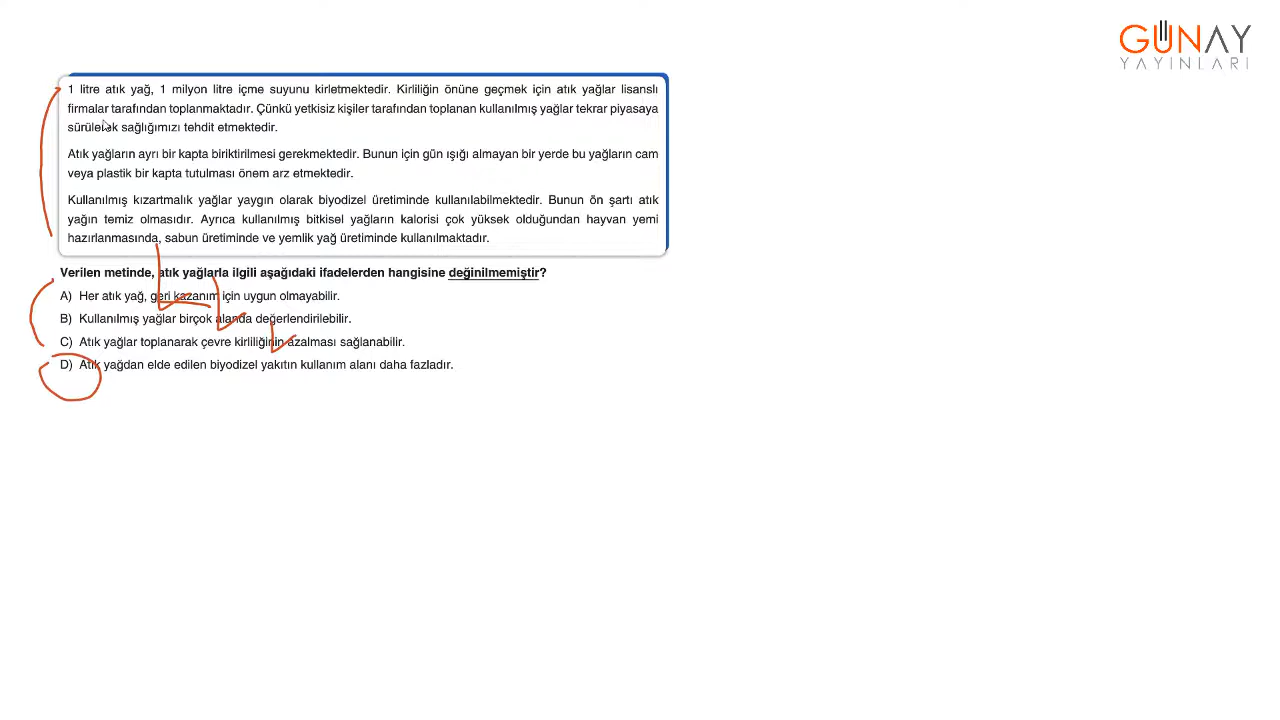 GÜNAY
YAYINLARI
1 litre atık yağ, 1 milyon litre içme suyunu kirletmektedir. Kirliliğin önüne geçmek için atık yağlar lisanslı
firmalar tarafından toplanmaktadır. Çünkü yetkisiz kişiler tarafından toplanan kullanılmış yağlar tekrar piyasaya
sürülerek sağlığımızı tehdit etmektedir.
Atık yağların ayrı bir kapta biriktirilmesi gerekmektedir. Bunun için gün ışığı almayan bir yerde bu yağların cam
veya plastik bir kapta tutulması önem arz etmektedir.
Kullanılmış kızartmalık yağlar yaygın olarak biyodizel üretiminde kullanılabilmektedir. Bunun ön şartı atık
yağın temiz olmasıdır. Ayrıca kullanılmış bitkisel yağların kalorisi çok yüksek olduğundan hayvan yemi
hazırlanmasında, sabun üretiminde ve yemlik yağ üretiminde kullanılmaktadır.
Verilen metinde, atık yağlarla ilgili aşağıdaki ifadelerden hangisine değinilmemiştir?
A) Her atık yağ, geri kazanım için uygun olmayabilir.
B) Kullanılmış yağlar birçok alanda değerlendirilebilir.
C) Atık yağlar toplanarak çevre kirliliğinin azalması sağlanabilir.
D) Atık yağdan elde edilen biyodizel yakıtın kullanım alanı daha fazladır.